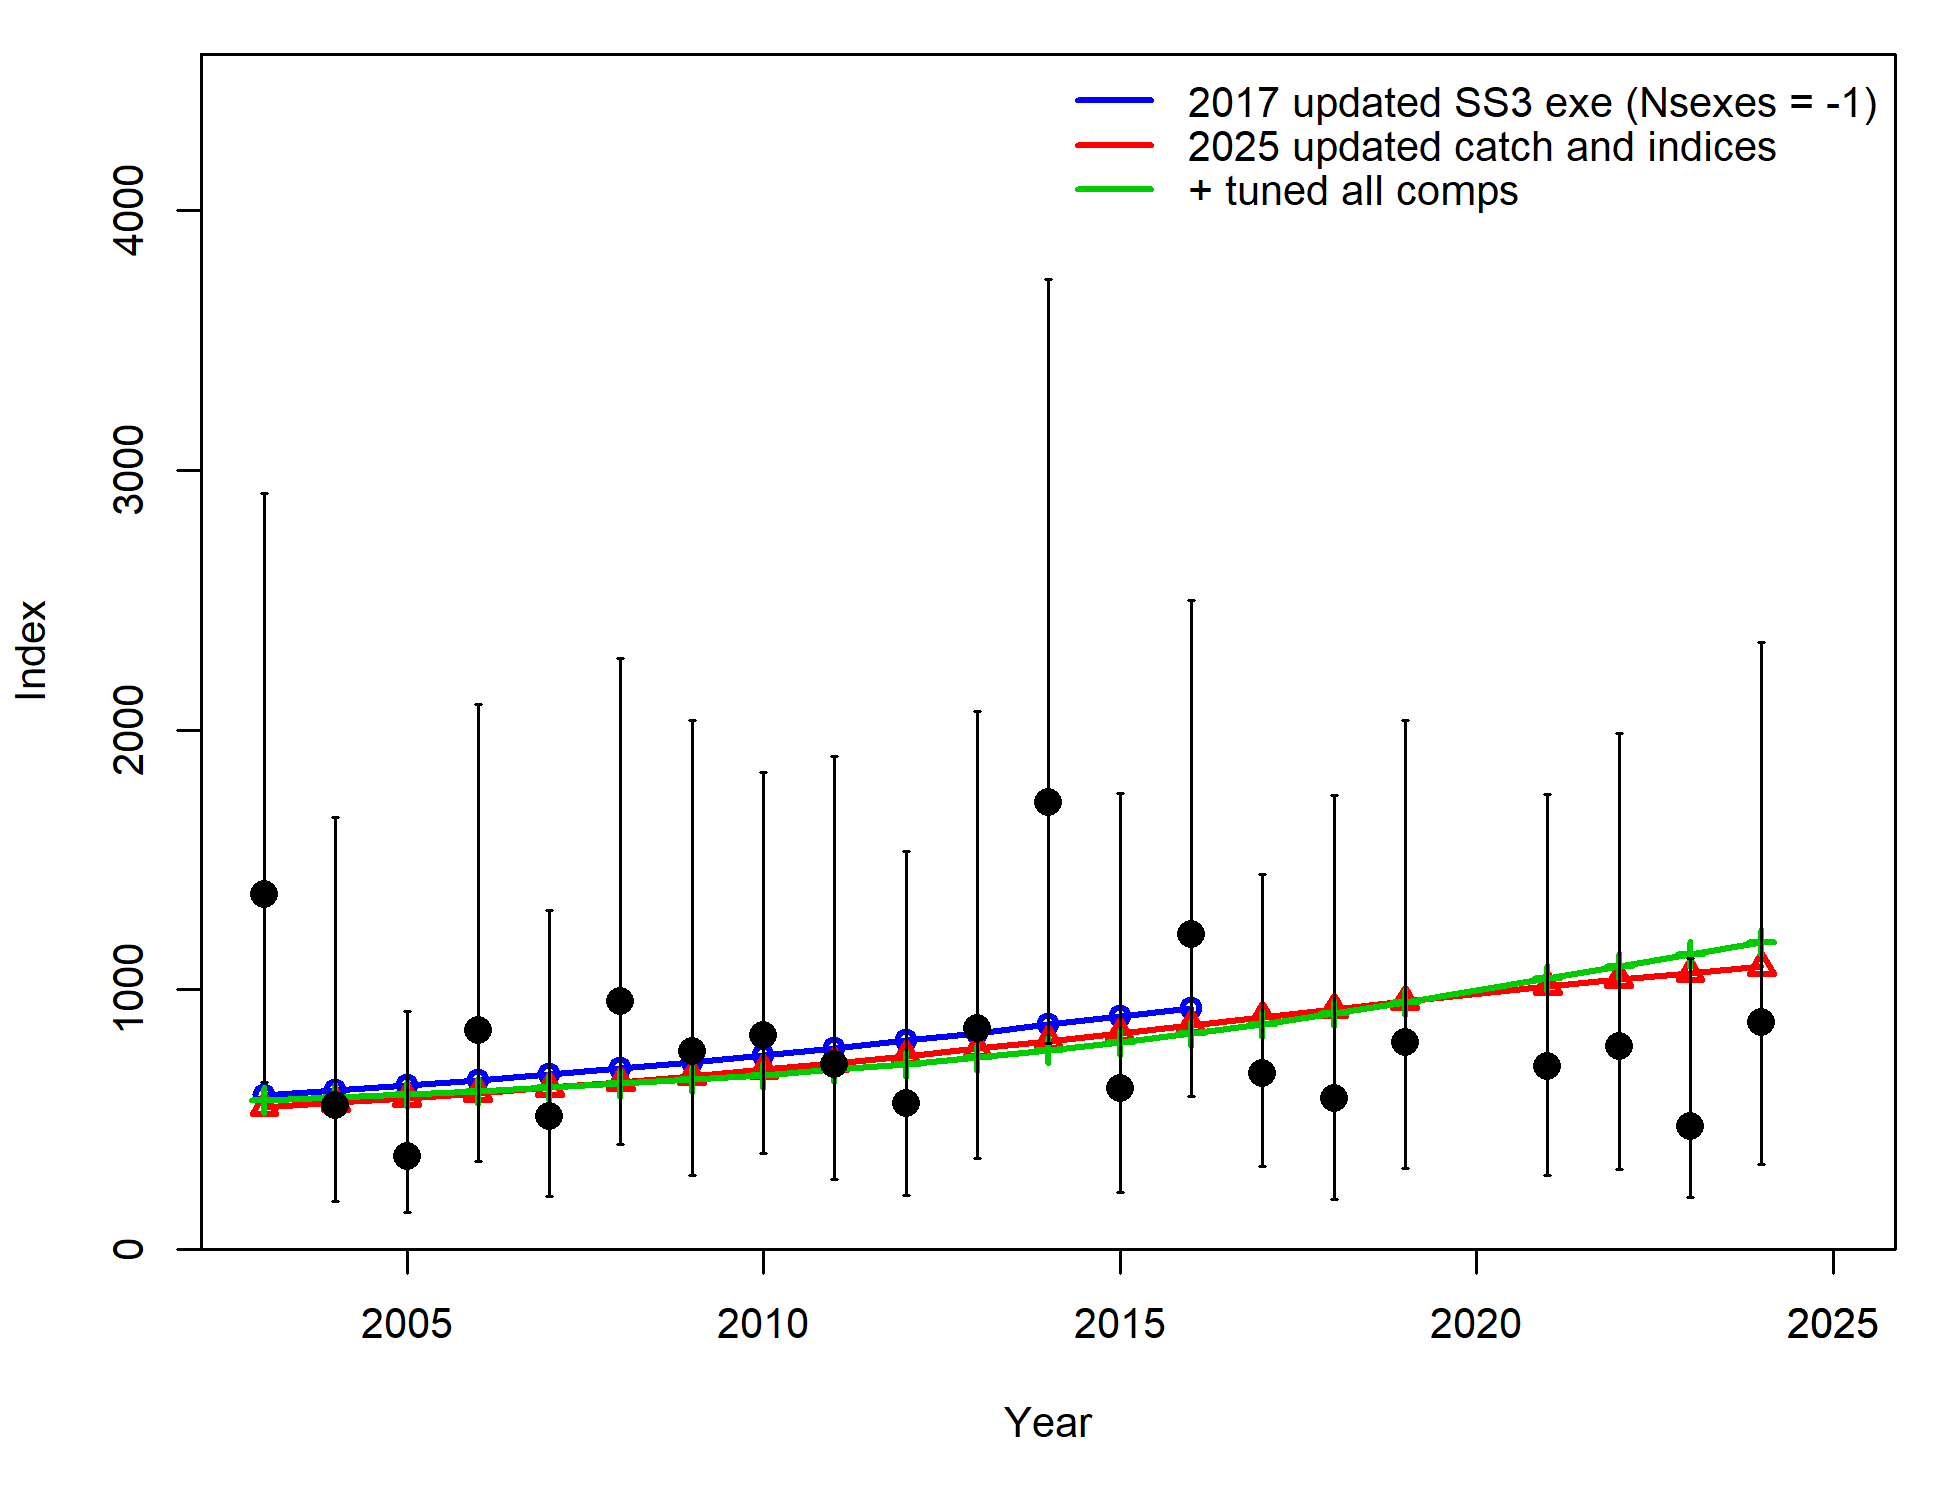 2017 updated SS3 exe (Nsexes = -1)
2025 updated catch and indices
+ tuned all comps
4000
3000
2000
1000
0
Index
2005 2010 2015 2020 2025
Year